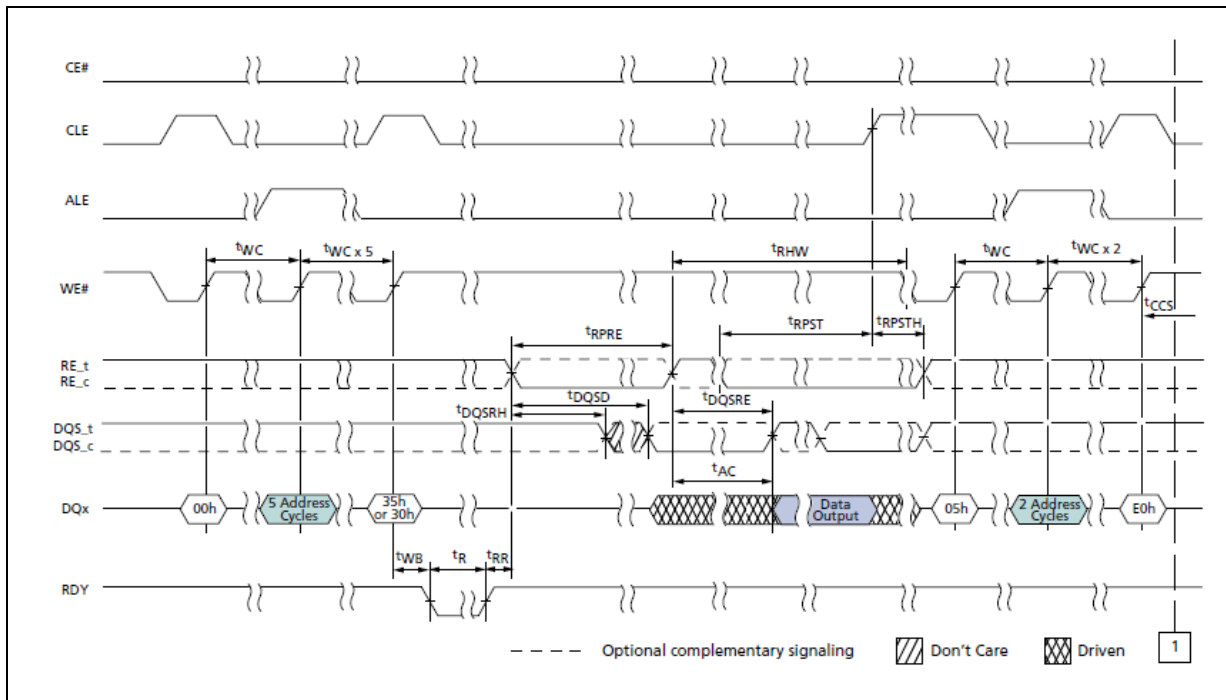 CE#
CLE
ALE
tWC
tWC x 5
tRHW
tWC
tWC x 2
WE#
tCCS
tRPST
tRPSTH
tRPRE
RE_t
RE_c
tDQSD
tDQSRH
tDQSRE
DQS_t
DQS_c
tAC
DQx
00h
5 Address
Cycles
35h
or 30h
Data
Output
05h
2 Address
Cycles
E0h
tWB
tR
tRR
RDY
Optional complementary signaling
Don't Care
Driven
1